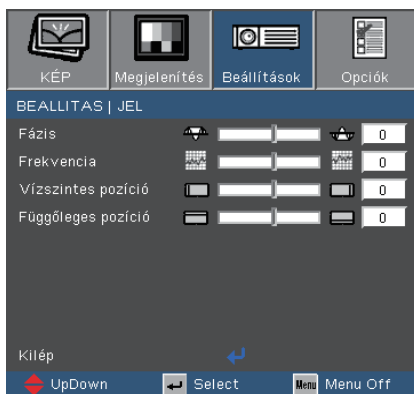 KÉP Megjelenítés Beállítások Opciók
BEALLITAS | JEL
Fázis 0
Frekvencia 0
Vízszintes pozíció 0
Függőleges pozíció 0
Kilép
UpDown Select Menu Menu Off